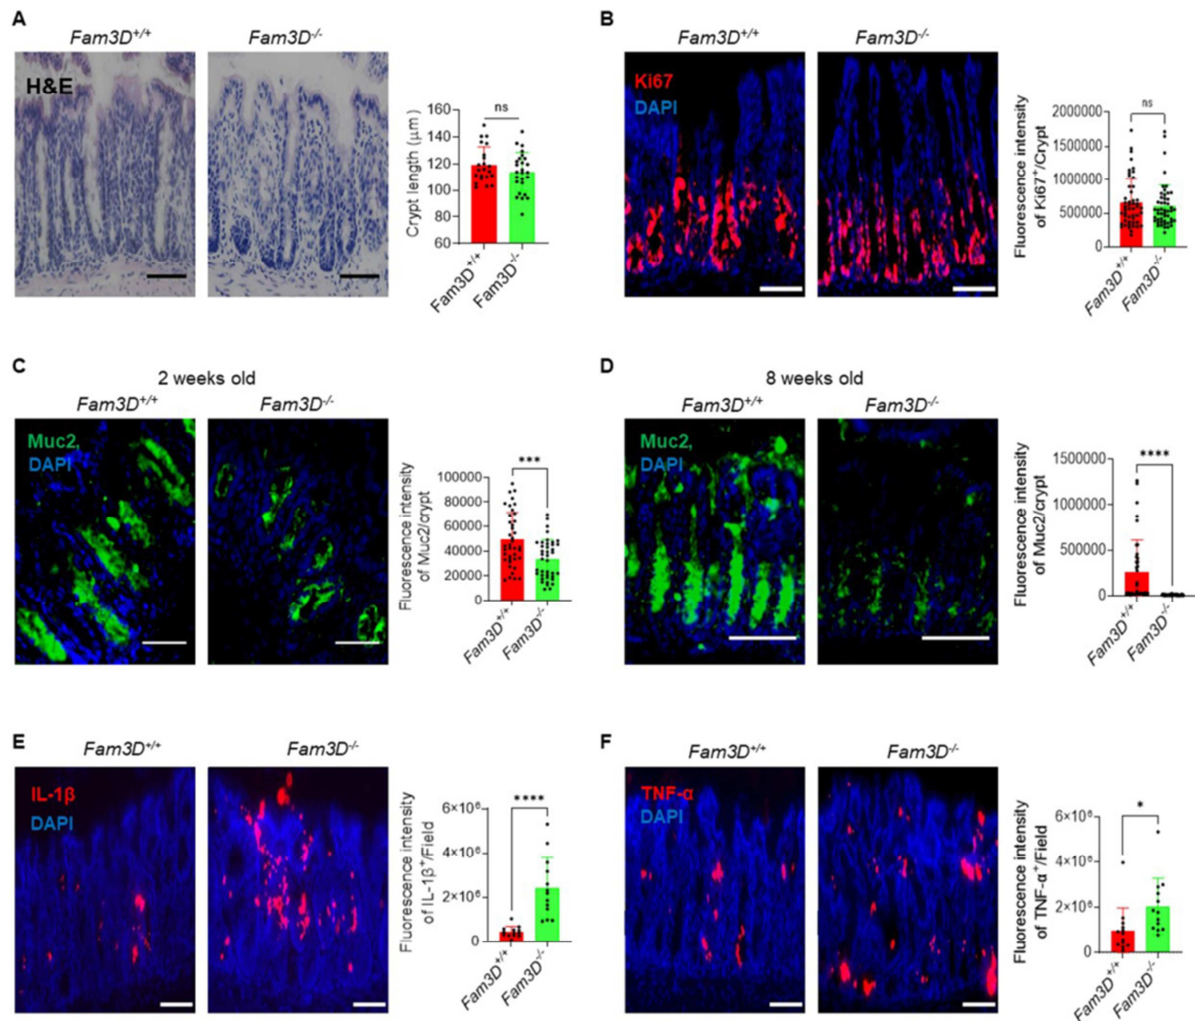 A
Fam3D+/+
Fam3D-/-
H&E
Crypt length (μm)
160
140
120
100
80
60
ns
Fam3D+/+
Fam3D-/-
B
Fam3D+/+
Fam3D-/-
Ki67
DAPI
Fluorescence intensity
of Ki67+/Crypt
2000000
1500000
1000000
500000
0
ns
Fam3D+/+
Fam3D-/-
C
2 weeks old
Fam3D+/+
Fam3D-/-
Muc2,
DAPI
Fluorescence intensity
of Muc2/crypt
100000
80000
60000
40000
20000
0
***
Fam3D+/+
Fam3D-/-
D
8 weeks old
Fam3D+/+
Fam3D-/-
Muc2,
DAPI
Fluorescence intensity
of Muc2/crypt
1500000
1000000
500000
0
****
Fam3D+/+
Fam3D-/-
E
Fam3D+/+
Fam3D-/-
IL-1β
DAPI
Fluorescence intensity
of IL-1β+/Field
6×10⁶
4×10⁶
2×10⁶
0
****
Fam3D+/+
Fam3D-/-
F
Fam3D+/+
Fam3D-/-
TNF-α
DAPI
Fluorescence intensity
of TNF-α+/Field
6×10⁶
4×10⁶
2×10⁶
0
*
Fam3D+/+
Fam3D-/-